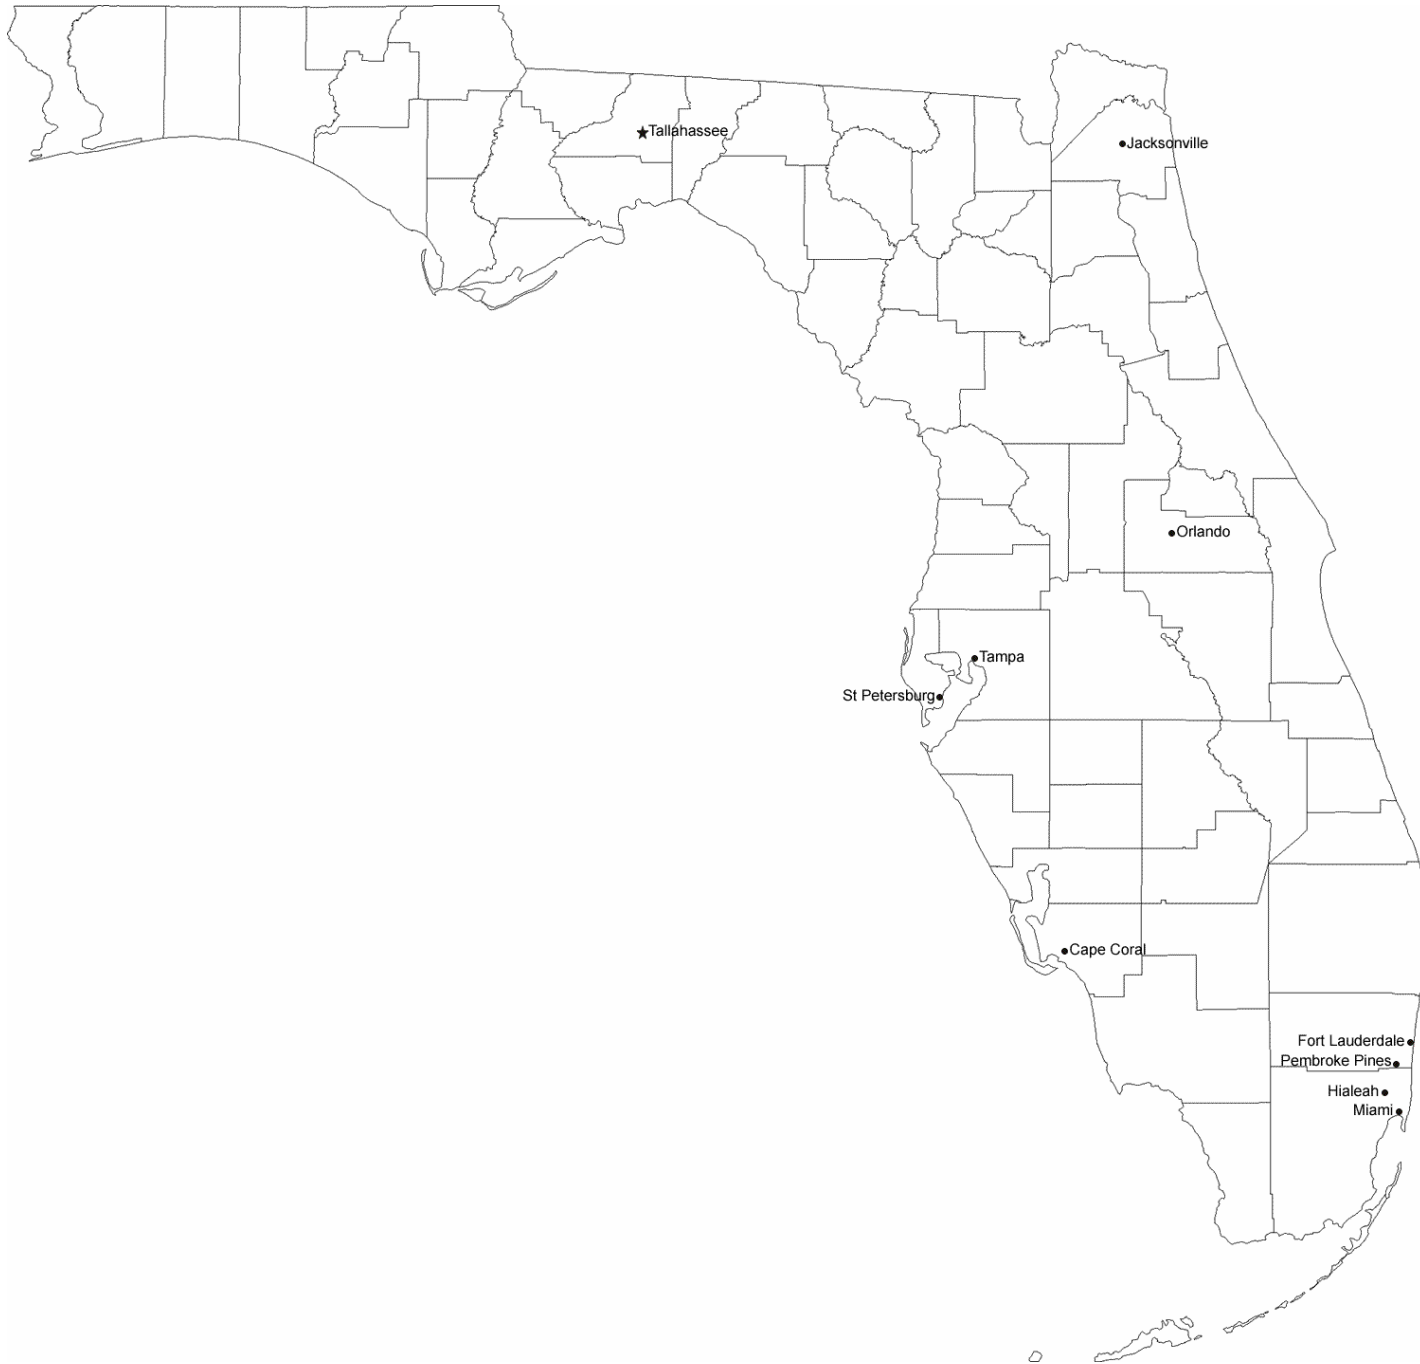 Tallahassee
Jacksonville
Orlando
Tampa
St Petersburg
Cape Coral
Fort Lauderdale
Pembroke Pines
Hialeah
Miami